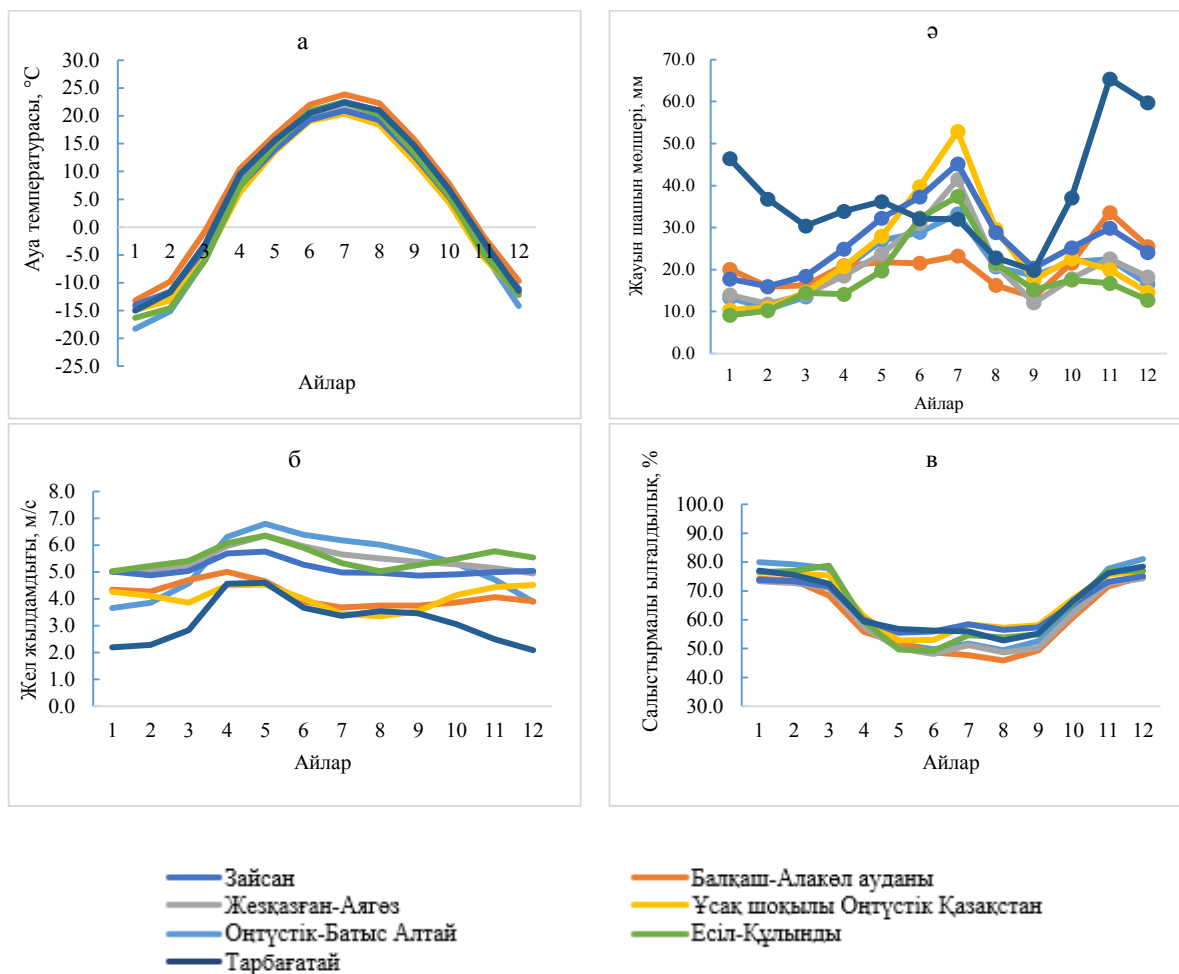 а
Ауа температурасы, °C
30.0
25.0
20.0
15.0
10.0
5.0
0.0
-5.0
-10.0
-15.0
-20.0
-25.0
1 2 3 4 5 6 7 8 9 10 11 12
Айлар
ә
Жауын шашын мөлшері, мм
70.0
60.0
50.0
40.0
30.0
20.0
10.0
0.0
1 2 3 4 5 6 7 8 9 10 11 12
Айлар
б
Жел жылдамдығы, м/с
8.0
7.0
6.0
5.0
4.0
3.0
2.0
1.0
0.0
1 2 3 4 5 6 7 8 9 10 11 12
Айлар
в
Салыстырмалы ылғалдылық, %
100.0
90.0
80.0
70.0
60.0
50.0
40.0
30.0
1 2 3 4 5 6 7 8 9 10 11 12
Айлар
Зайсан
Балқаш-Алакөл ауданы
Жезқазған-Аягөз
Ұсақ шоқылы Оңтүстік Қазақстан
Оңтүстік-Батыс Алтай
Есіл-Құлынды
Тарбағатай